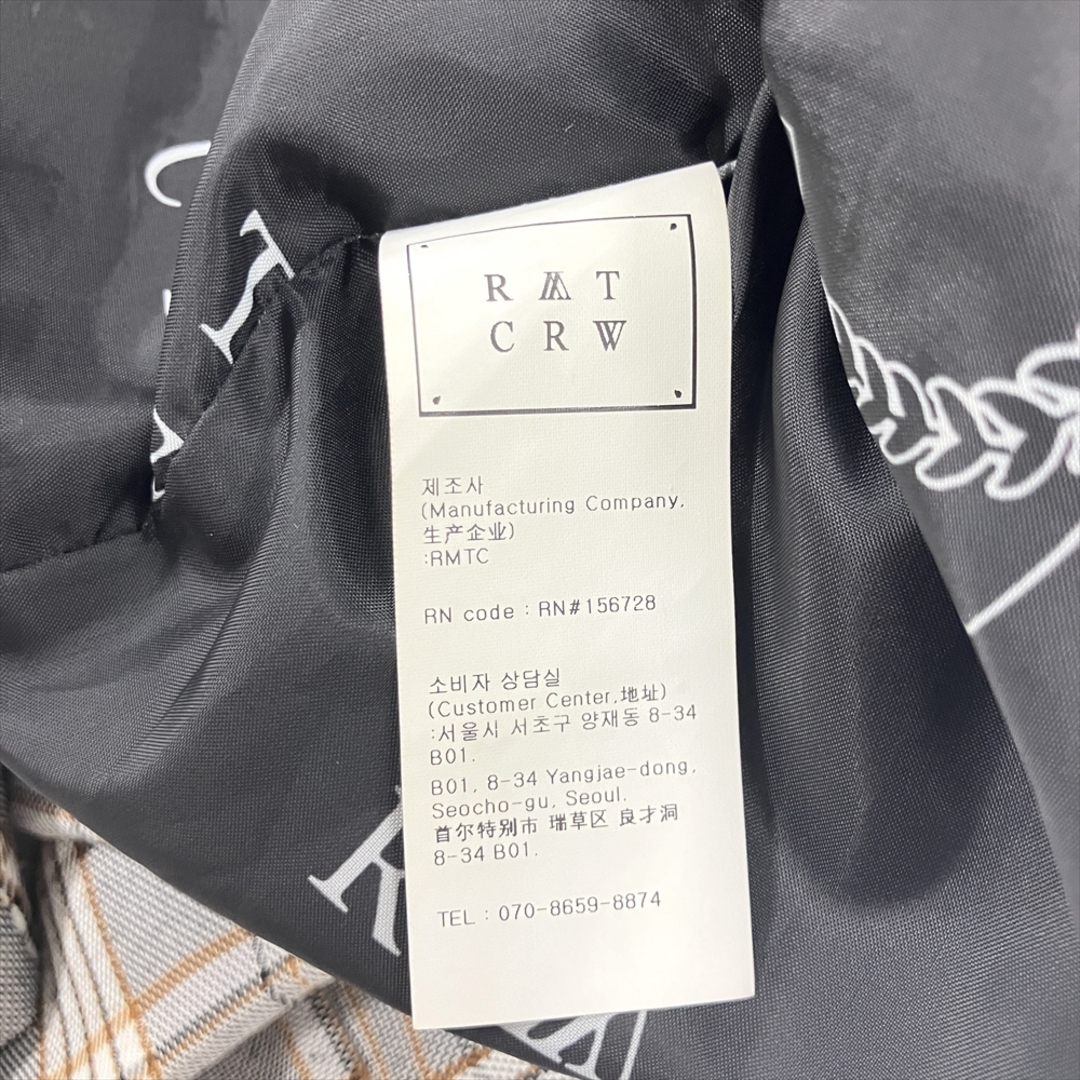 R M T
C R W
제조사
(Manufacturing Company,
生产企业)
:RMTC
RN code : RN#156728
소비자 상담실
(Customer Center,地址)
:서울시 서초구 양재동 8-34
B01.
B01, 8-34 Yangjae-dong,
Seocho-gu, Seoul.
首尔特别市 瑞草区 良才洞
8-34 B01.
TEL : 070-8659-8874